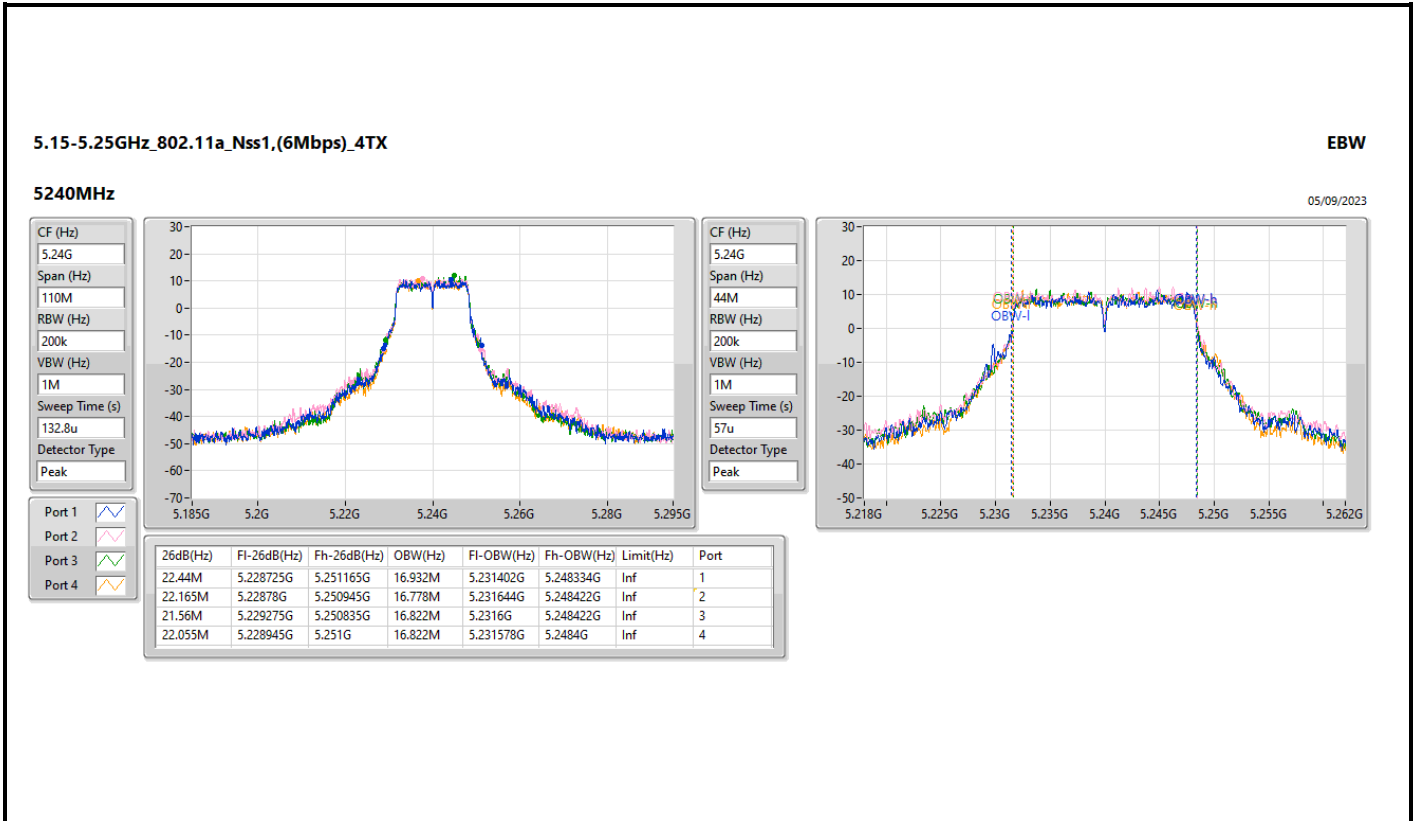 5.15-5.25GHz_802.11a_Nss1,(6Mbps)_4TX EBW
5240MHz
05/09/2023
CF (Hz)
5.24G
Span (Hz)
110M
RBW (Hz)
200k
VBW (Hz)
1M
Sweep Time (s)
132.8u
Detector Type
Peak
Port 1
Port 2
Port 3
Port 4
30
20
10
0
-10
-20
-30
-40
-50
-60
-70
5.185G 5.2G 5.22G 5.24G 5.26G 5.28G 5.295G
CF (Hz)
5.24G
Span (Hz)
44M
RBW (Hz)
200k
VBW (Hz)
1M
Sweep Time (s)
57u
Detector Type
Peak
30
20
10
0
-10
-20
-30
-40
-50
OBW-l
OBW-h
5.218G 5.225G 5.23G 5.235G 5.24G 5.245G 5.25G 5.255G 5.262G
26dB(Hz) Fl-26dB(Hz) Fh-26dB(Hz) OBW(Hz) Fl-OBW(Hz) Fh-OBW(Hz) Limit(Hz) Port
22.44M 5.228725G 5.251165G 16.932M 5.231402G 5.248334G Inf 1
22.165M 5.22878G 5.250945G 16.778M 5.231644G 5.248422G Inf 2
21.56M 5.229275G 5.250835G 16.822M 5.2316G 5.248422G Inf 3
22.055M 5.228945G 5.251G 16.822M 5.231578G 5.2484G Inf 4